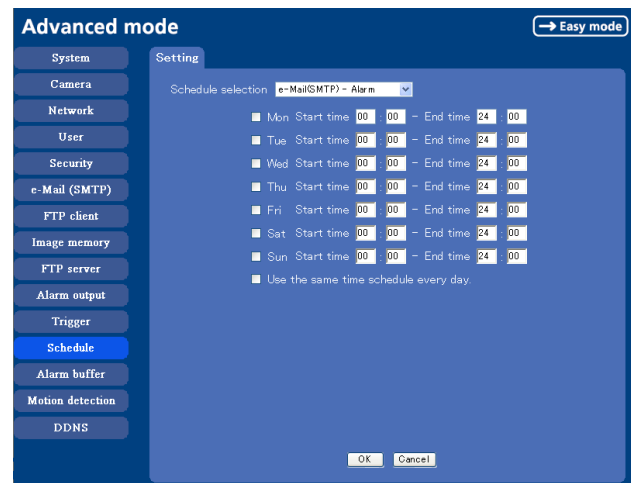 Advanced mode
→ Easy mode
System
Camera
Network
User
Security
e-Mail (SMTP)
FTP client
Image memory
FTP server
Alarm output
Trigger
Schedule
Alarm buffer
Motion detection
DDNS
Setting
Schedule selection e-Mail(SMTP) - Alarm
Mon Start time 00 : 00 - End time 24 : 00
Tue Start time 00 : 00 - End time 24 : 00
Wed Start time 00 : 00 - End time 24 : 00
Thu Start time 00 : 00 - End time 24 : 00
Fri Start time 00 : 00 - End time 24 : 00
Sat Start time 00 : 00 - End time 24 : 00
Sun Start time 00 : 00 - End time 24 : 00
Use the same time schedule every day.
OK Cancel